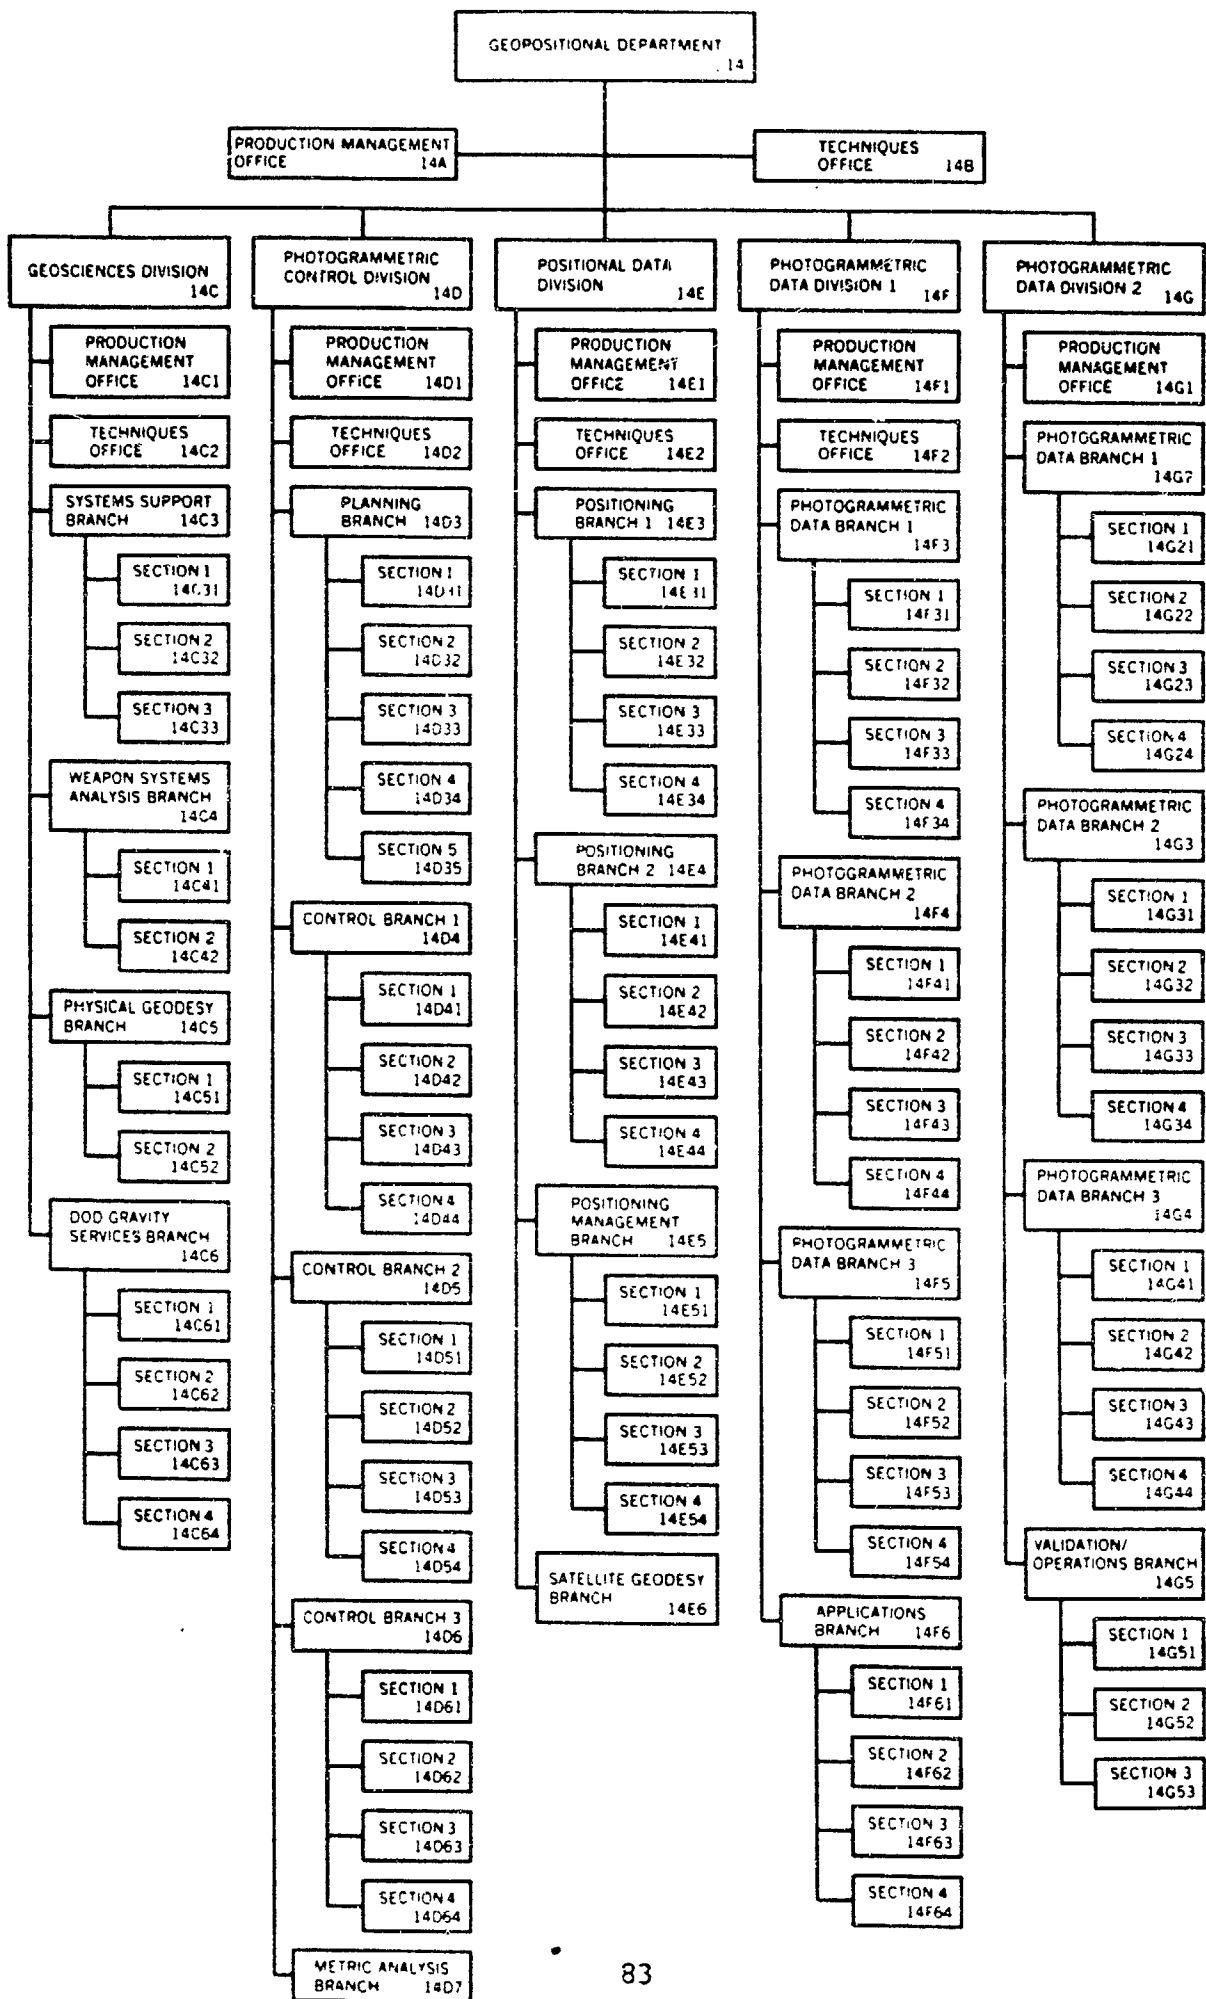 GEOPOSITIONAL DEPARTMENT
14
PRODUCTION MANAGEMENT
OFFICE 14A
TECHNIQUES
OFFICE 14B
GEOSCIENCES DIVISION
14C
PRODUCTION
MANAGEMENT
OFFICE 14C1
TECHNIQUES
OFFICE 14C2
SYSTEMS SUPPORT
BRANCH 14C3
SECTION 1
14C31
SECTION 2
14C32
SECTION 3
14C33
WEAPON SYSTEMS
ANALYSIS BRANCH
14C4
SECTION 1
14C41
SECTION 2
14C42
PHYSICAL GEODESY
BRANCH 14C5
SECTION 1
14C51
SECTION 2
14C52
DOD GRAVITY
SERVICES BRANCH
14C6
SECTION 1
14C61
SECTION 2
14C62
SECTION 3
14C63
SECTION 4
14C64
PHOTOGRAMMETRIC
CONTROL DIVISION
14D
PRODUCTION
MANAGEMENT
OFFICE 14D1
TECHNIQUES
OFFICE 14D2
PLANNING
BRANCH 14D3
SECTION 1
14D31
SECTION 2
14D32
SECTION 3
14D33
SECTION 4
14D34
SECTION 5
14D35
CONTROL BRANCH 1
14D4
SECTION 1
14D41
SECTION 2
14D42
SECTION 3
14D43
SECTION 4
14D44
CONTROL BRANCH 2
14D5
SECTION 1
14D51
SECTION 2
14D52
SECTION 3
14D53
SECTION 4
14D54
CONTROL BRANCH 3
14D6
SECTION 1
14D61
SECTION 2
14D62
SECTION 3
14D63
SECTION 4
14D64
METRIC ANALYSIS
BRANCH 14D7
POSITIONAL DATA
DIVISION
14E
PRODUCTION
MANAGEMENT
OFFICE 14E1
TECHNIQUES
OFFICE 14E2
POSITIONING
BRANCH 1 14E3
SECTION 1
14E31
SECTION 2
14E32
SECTION 3
14E33
SECTION 4
14E34
POSITIONING
BRANCH 2 14E4
SECTION 1
14E41
SECTION 2
14E42
SECTION 3
14E43
SECTION 4
14E44
POSITIONING
MANAGEMENT
BRANCH 14E5
SECTION 1
14E51
SECTION 2
14E52
SECTION 3
14E53
SECTION 4
14E54
SATELLITE GEODESY
BRANCH 14E6
PHOTOGRAMMETRIC
DATA DIVISION 1
14F
PRODUCTION
MANAGEMENT
OFFICE 14F1
TECHNIQUES
OFFICE 14F2
PHOTOGRAMMETRIC
DATA BRANCH 1
14F3
SECTION 1
14F31
SECTION 2
14F32
SECTION 3
14F33
SECTION 4
14F34
PHOTOGRAMMETRIC
DATA BRANCH 2
14F4
SECTION 1
14F41
SECTION 2
14F42
SECTION 3
14F43
SECTION 4
14F44
PHOTOGRAMMETRIC
DATA BRANCH 3
14F5
SECTION 1
14F51
SECTION 2
14F52
SECTION 3
14F53
SECTION 4
14F54
APPLICATIONS
BRANCH 14F6
SECTION 1
14F61
SECTION 2
14F62
SECTION 3
14F63
SECTION 4
14F64
PHOTOGRAMMETRIC
DATA DIVISION 2
14G
PRODUCTION
MANAGEMENT
OFFICE 14G1
PHOTOGRAMMETRIC
DATA BRANCH 1
14G2
SECTION 1
14G21
SECTION 2
14G22
SECTION 3
14G23
SECTION 4
14G24
PHOTOGRAMMETRIC
DATA BRANCH 2
14G3
SECTION 1
14G31
SECTION 2
14G32
SECTION 3
14G33
SECTION 4
14G34
PHOTOGRAMMETRIC
DATA BRANCH 3
14G4
SECTION 1
14G41
SECTION 2
14G42
SECTION 3
14G43
SECTION 4
14G44
VALIDATION/
OPERATIONS BRANCH
14G5
SECTION 1
14G51
SECTION 2
14G52
SECTION 3
14G53
83